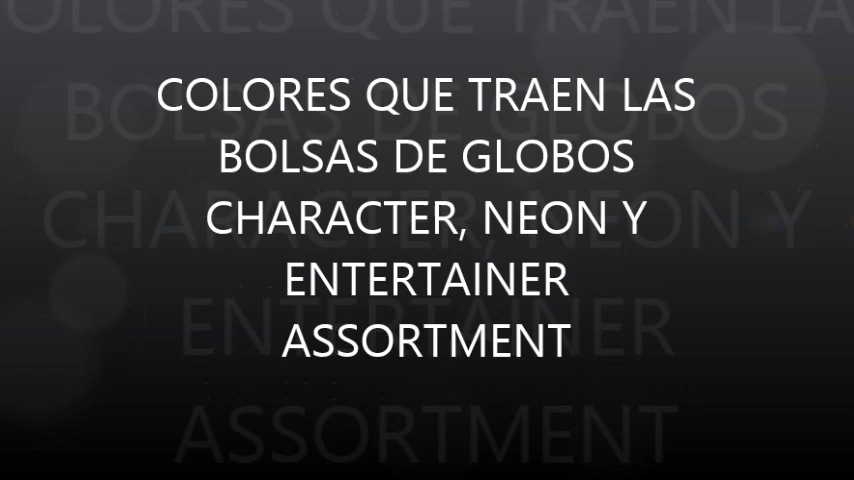 COLORES QUE TRAEN LAS
BOLSAS DE GLOBOS
CHARACTER, NEON Y
ENTERTAINER
ASSORTMENT